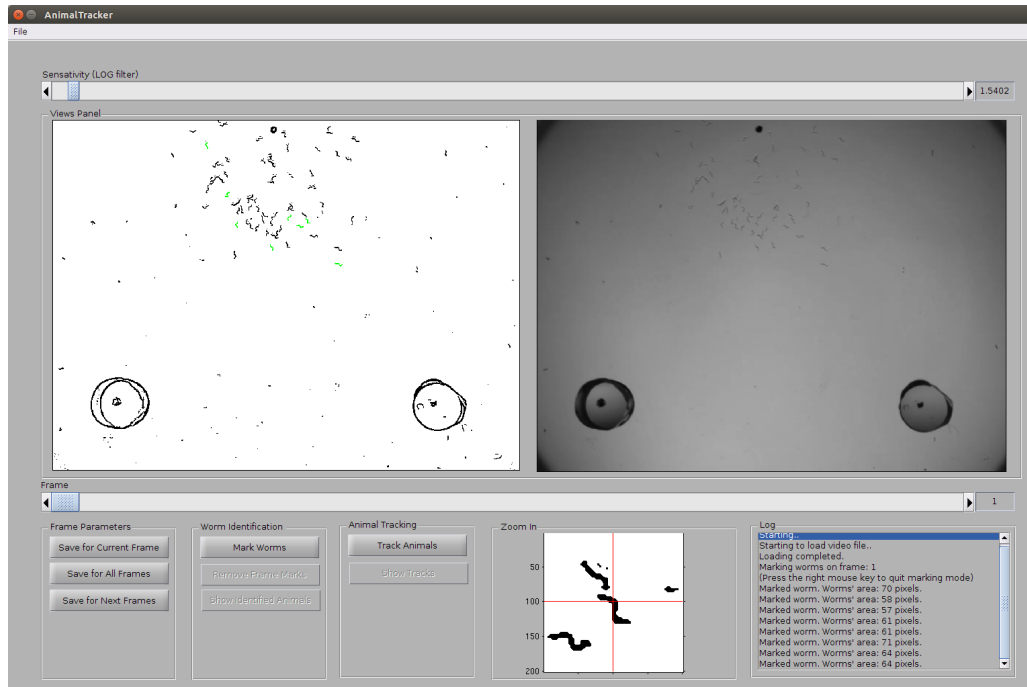 AnimalTracker
File
Sensativity (LOG filter)
1.5402
Views Panel
Frame
1
Frame Parameters
Save for Current Frame
Save for All Frames
Save for Next Frames
Worm Identification
Mark Worms
Remove Frame Marks
Show Identified Animals
Animal Tracking
Track Animals
Show Tracks
Zoom In
50
100
150
200
Log
Starting..
Starting to load video file..
Loading completed.
Marking worms on frame: 1
(Press the right mouse key to quit marking mode)
Marked worm. Worms' area: 70 pixels.
Marked worm. Worms' area: 58 pixels.
Marked worm. Worms' area: 57 pixels.
Marked worm. Worms' area: 61 pixels.
Marked worm. Worms' area: 61 pixels.
Marked worm. Worms' area: 71 pixels.
Marked worm. Worms' area: 64 pixels.
Marked worm. Worms' area: 64 pixels.